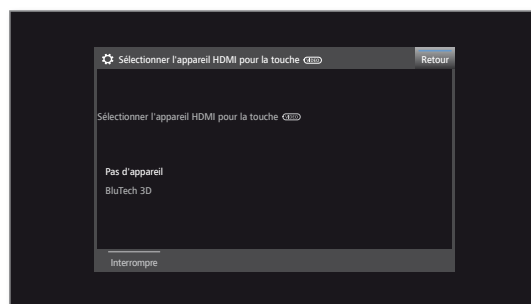 Sélectionner l'appareil HDMI pour la touche
Retour
Sélectionner l'appareil HDMI pour la touche
Pas d'appareil
BluTech 3D
Interrompre